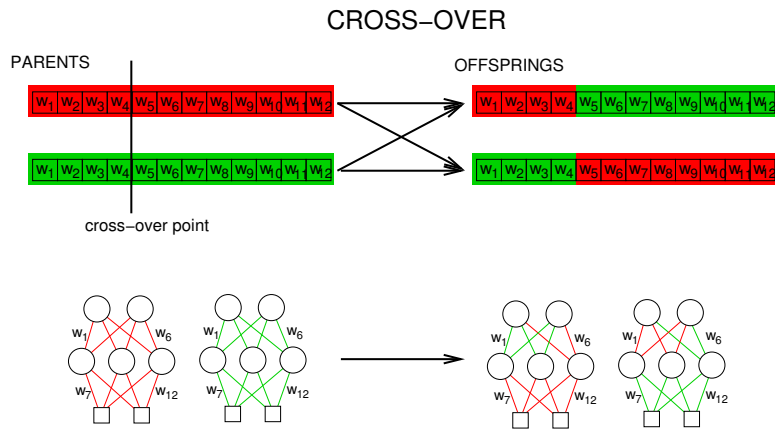 CROSS−OVER
PARENTS
OFFSPRINGS
w1 w2 w3 w4 w5 w6 w7 w8 w9 w10 w11 w12
w1 w2 w3 w4 w5 w6 w7 w8 w9 w10 w11 w12
w1 w2 w3 w4 w5 w6 w7 w8 w9 w10 w11 w12
w1 w2 w3 w4 w5 w6 w7 w8 w9 w10 w11 w12
cross−over point
w1 w6 w1 w6 w1 w6 w1 w6
w7 w12 w7 w12 w7 w12 w7 w12